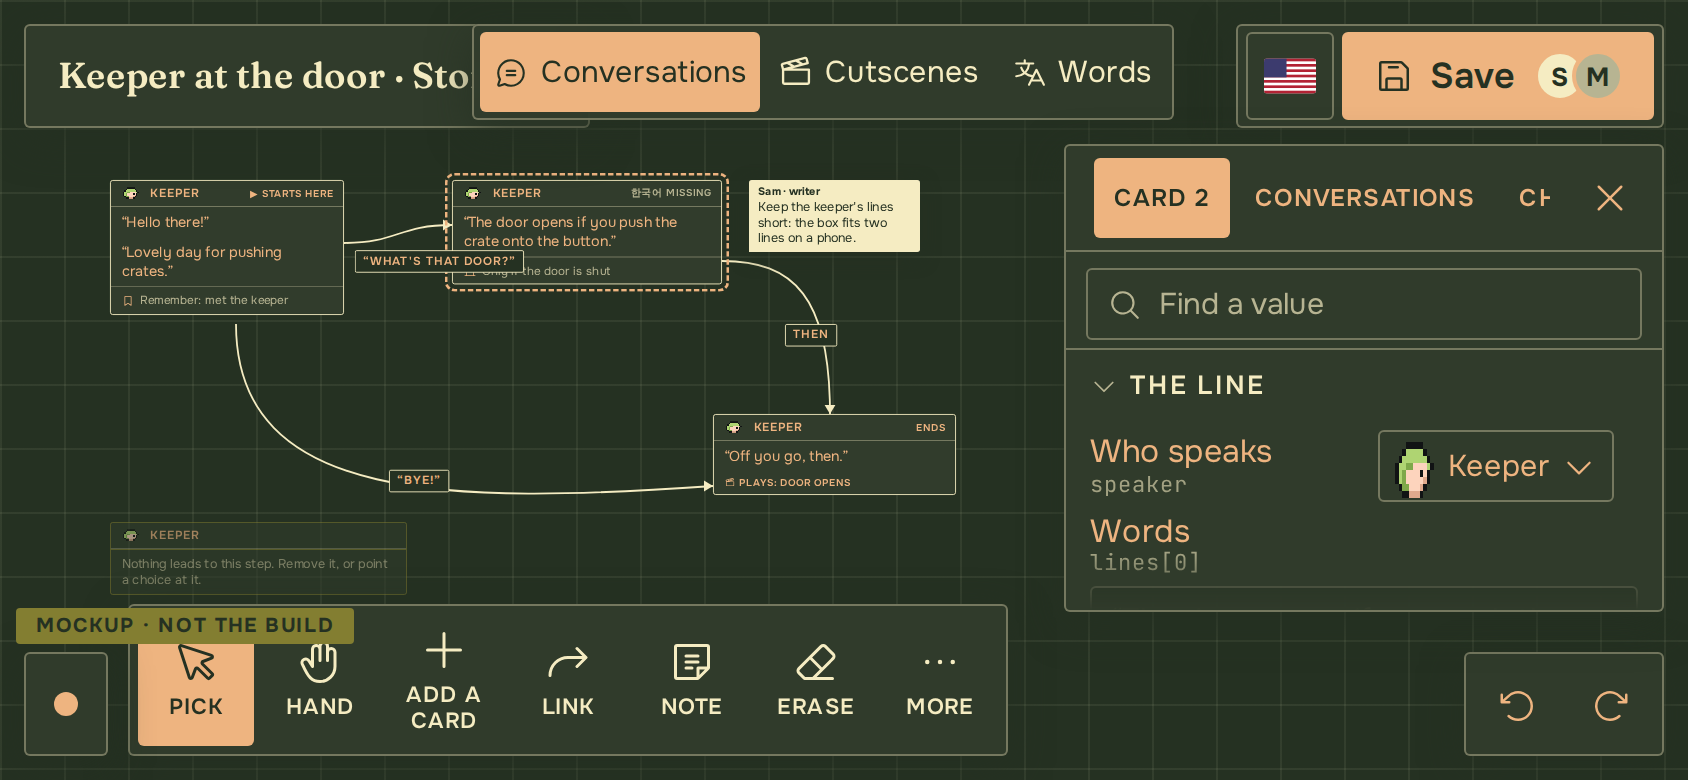 Keeper at the door · Sto
Conversations
Cutscenes
Words
Save
S
M
KEEPER
▶ STARTS HERE
“Hello there!”
“Lovely day for pushing
crates.”
Remember: met the keeper
KEEPER
한국어 MISSING
“The door opens if you push the
crate onto the button.”
the door is shut
“WHAT'S THAT DOOR?”
Sam · writer
Keep the keeper's lines
short: the box fits two
lines on a phone.
THEN
KEEPER
ENDS
“Off you go, then.”
PLAYS: DOOR OPENS
“BYE!”
KEEPER
Nothing leads to this step. Remove it, or point
a choice at it.
CARD 2
CONVERSATIONS
Find a value
THE LINE
Who speaks
speaker
Keeper
Words
lines[0]
MOCKUP · NOT THE BUILD
PICK
HAND
ADD A
CARD
LINK
NOTE
ERASE
MORE